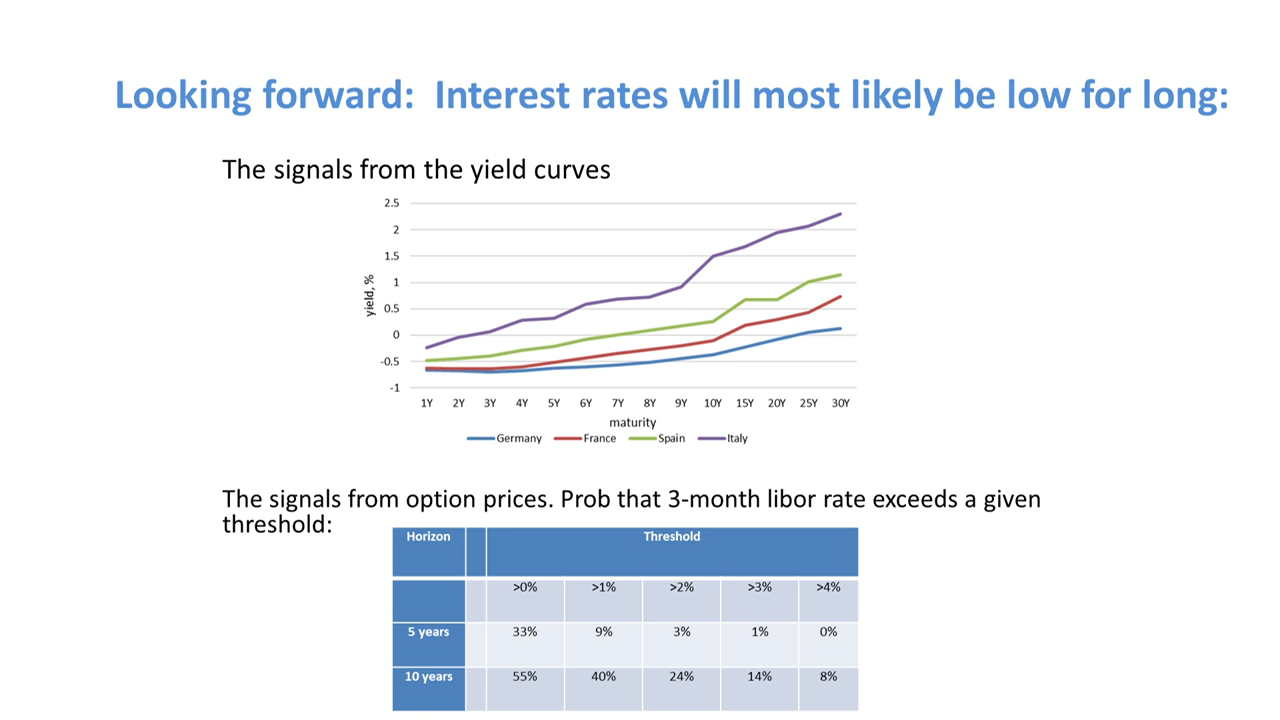 Looking forward:  Interest rates will most likely be low for long:
The signals from the yield curves
2.5
2
1.5
1
0.5
0
-0.5
-1
yield, %
1Y 2Y 3Y 4Y 5Y 6Y 7Y 8Y 9Y 10Y 15Y 20Y 25Y 30Y
maturity
Germany France Spain Italy
The signals from option prices. Prob that 3-month libor rate exceeds a given
threshold:
Horizon Threshold
>0% >1% >2% >3% >4%
5 years 33% 9% 3% 1% 0%
10 years 55% 40% 24% 14% 8%